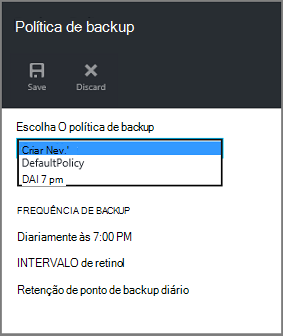 Política de backup
Save Discard
Escolha O política de backup
Criar Nev.'
DefaultPolicy
DAI 7 pm
FREQUÊNCIA DE BACKUP
Diariamente às 7:00 PM
INTERVALO de retinol
Retenção de ponto de backup diário